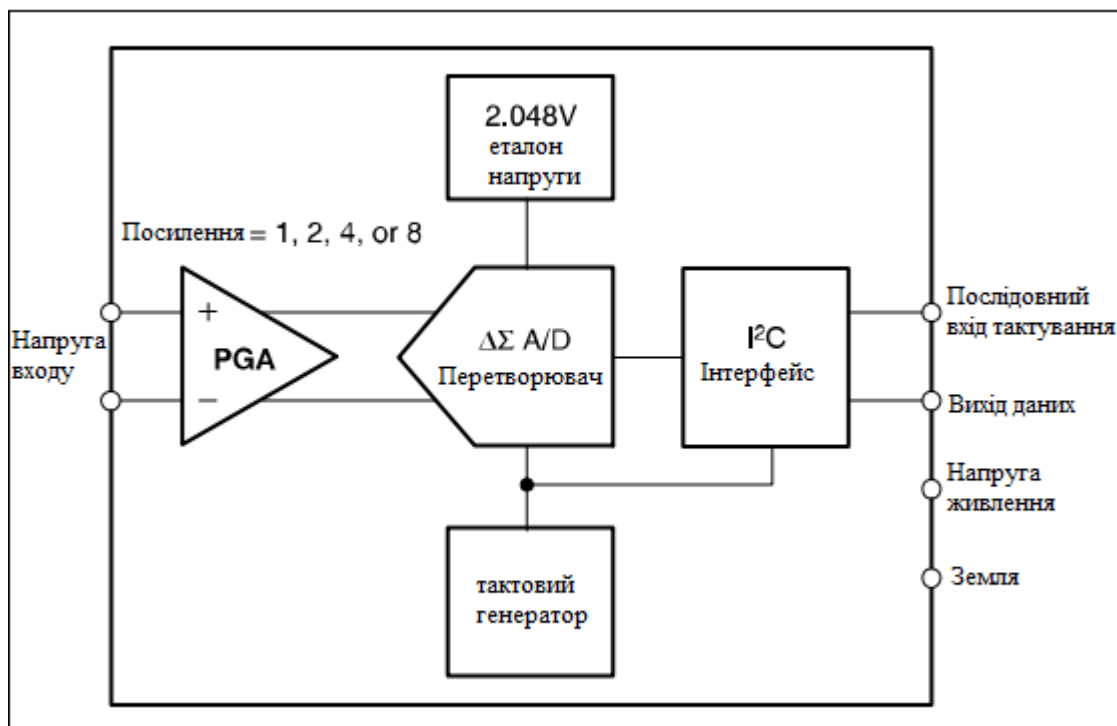 2.048V
еталон
напруги
Посилення = 1, 2, 4, or 8
Напруга
входу
+
PGA
−
ΔΣ A/D
Перетворювач
I²C
Інтерфейс
Послідовний
вхід тактування
Вихід даних
Напруга
живлення
Земля
тактовий
генератор